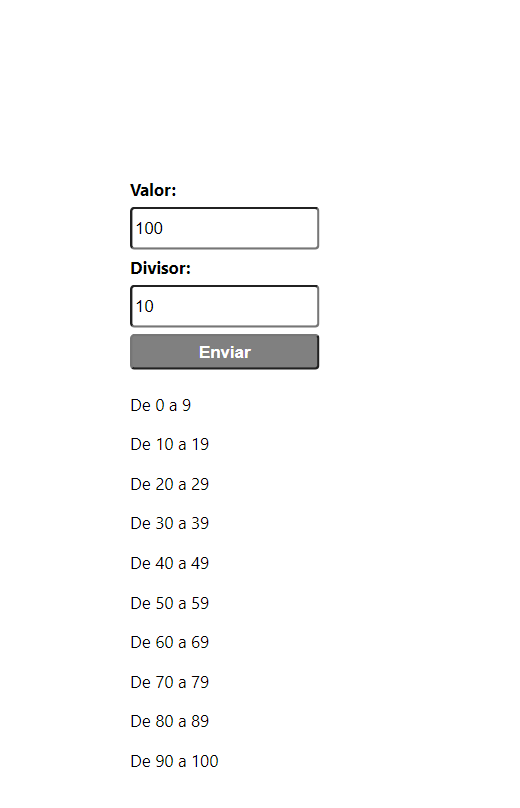 Valor:
100
Divisor:
10
Enviar
De 0 a 9
De 10 a 19
De 20 a 29
De 30 a 39
De 40 a 49
De 50 a 59
De 60 a 69
De 70 a 79
De 80 a 89
De 90 a 100